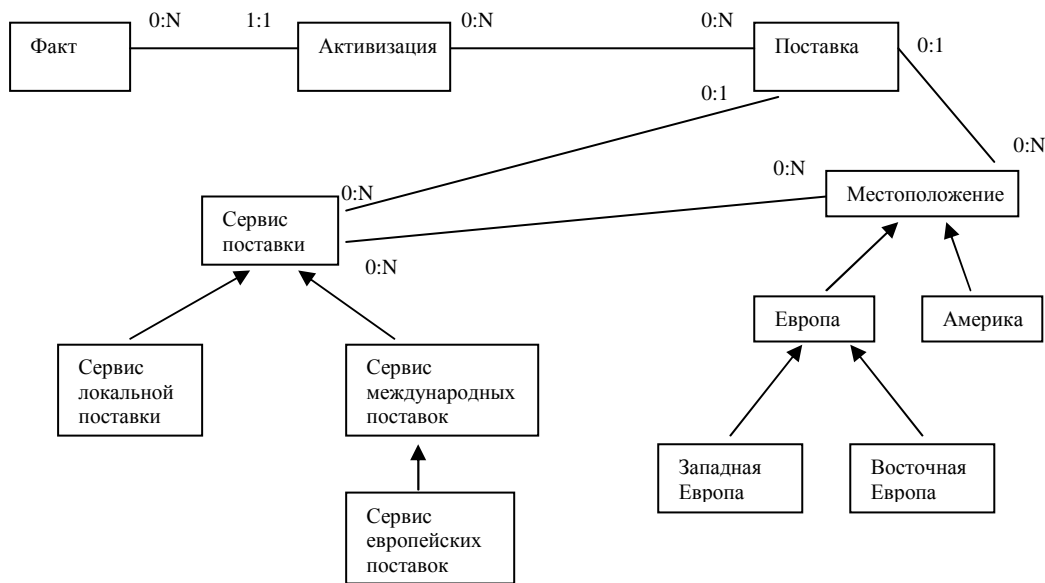 0:N 1:1 0:N 0:N
Факт Активизация Поставка 0:1
0:1
0:N
0:N
0:N Местоположение
Сервис
поставки
0:N
Европа Америка
Сервис
локальной
поставки
Сервис
международных
поставок
Западная
Европа
Восточная
Европа
Сервис
европейских
поставок